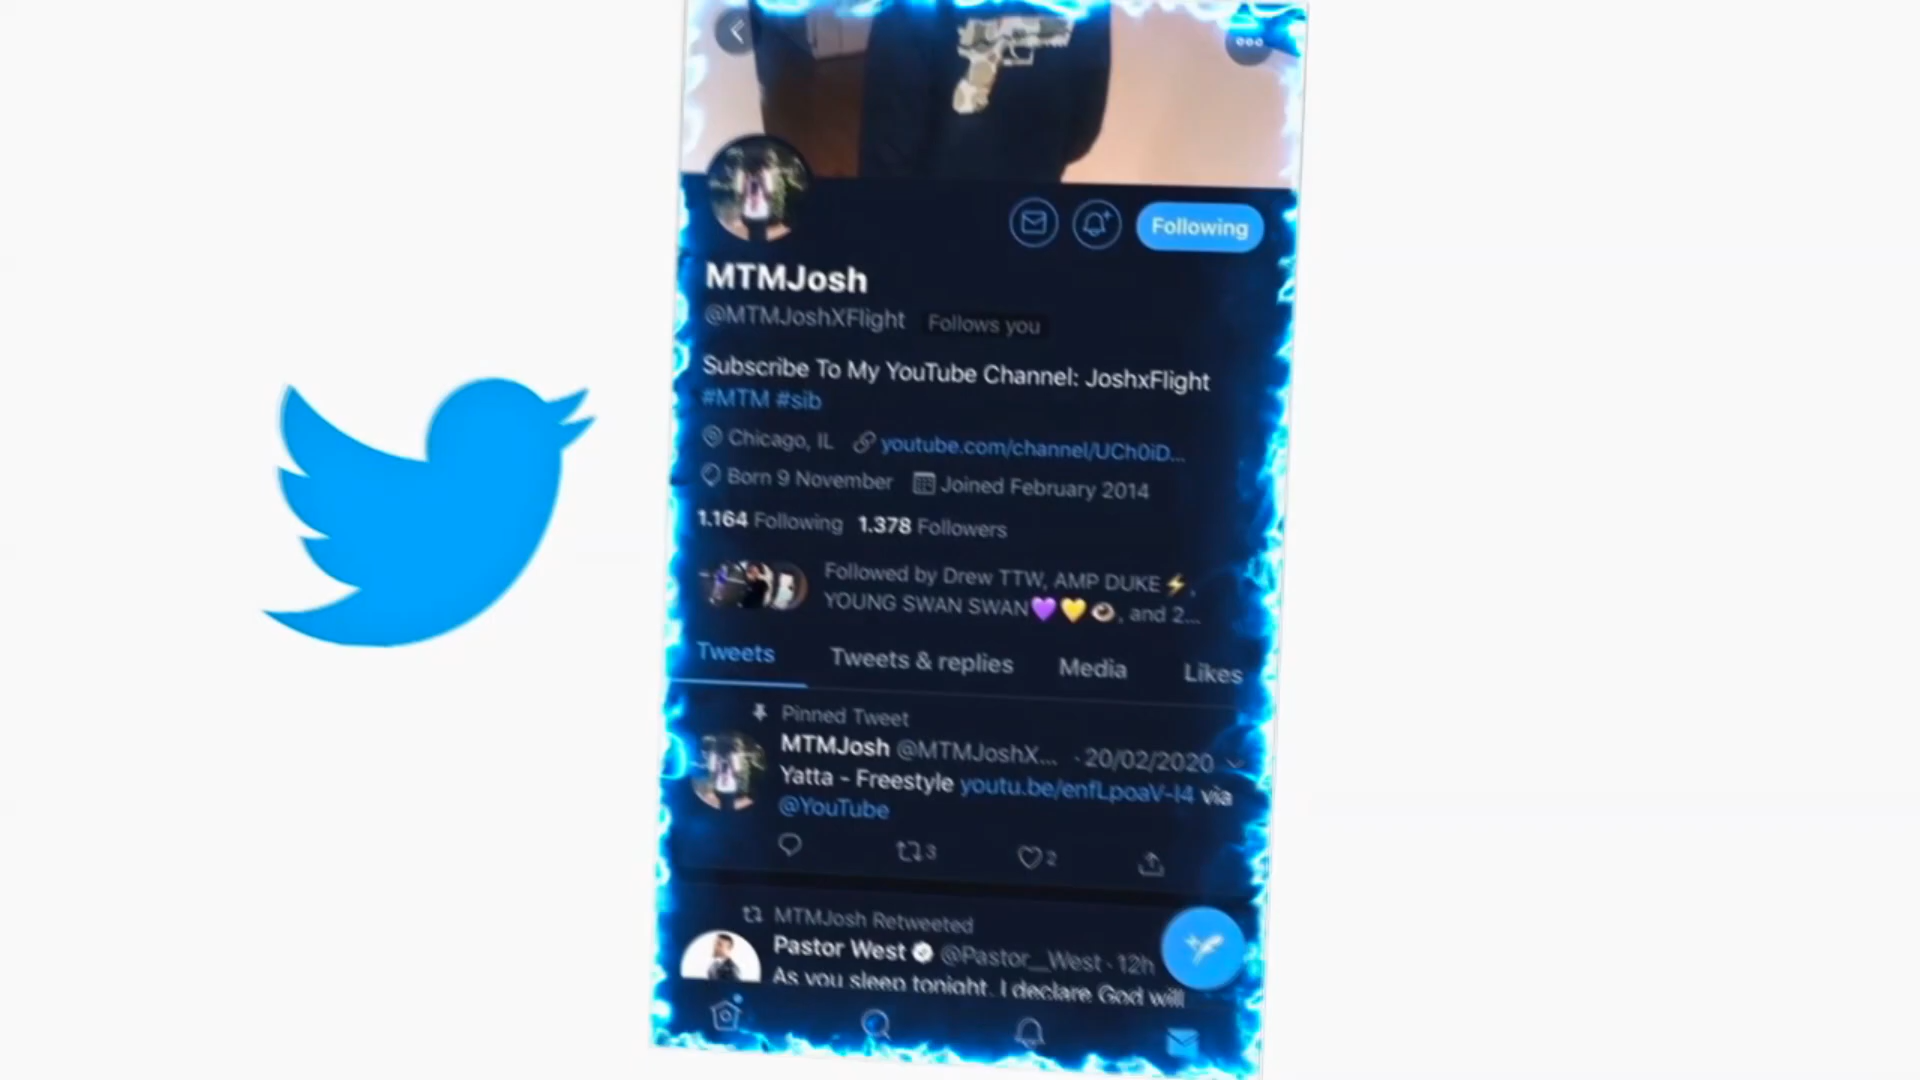 Following
MTMJosh
@MTMJoshXFlight Follows you
Subscribe To My YouTube Channel: JoshxFlight
#MTM #sib
Chicago, IL youtube.com/channel/UCh0iD...
Born 9 November Joined February 2014
1.164 Following 1.378 Followers
Followed by Drew TTW, AMP DUKE⚡,
YOUNG SWAN SWAN💜💛👁, and 2...
Tweets Tweets & replies Media Likes
Pinned Tweet
MTMJosh @MTMJoshX... · 20/02/2020
Yatta - Freestyle youtu.be/enfLpoaV-I4 via
@YouTube
3 2
MTMJosh Retweeted
Pastor West @Pastor__West · 12h
As you sleep tonight, I declare God will